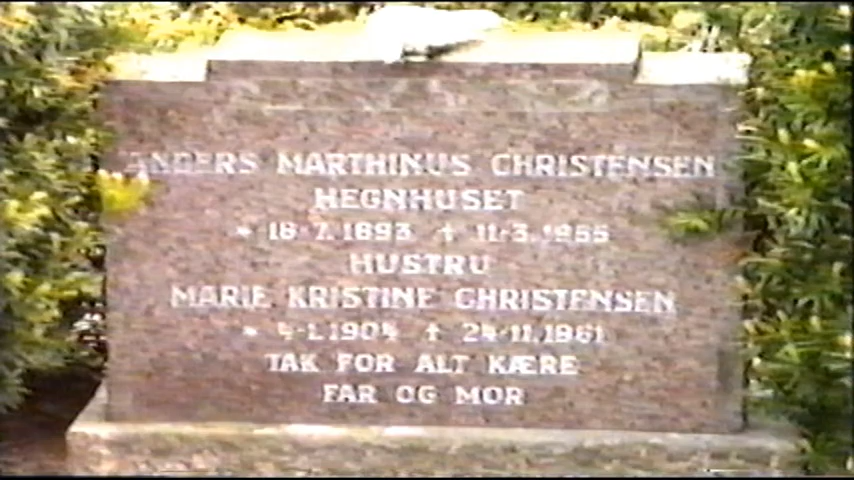 ANDERS MARTHINUS CHRISTENSEN
HEGNHUSET
* 18-7.1893 + 11-3.1955
HUSTRU
MARIE KRISTINE CHRISTENSEN
* 4-1.1904 + 24-11.1961
TAK FOR ALT KÆRE
FAR OG MOR